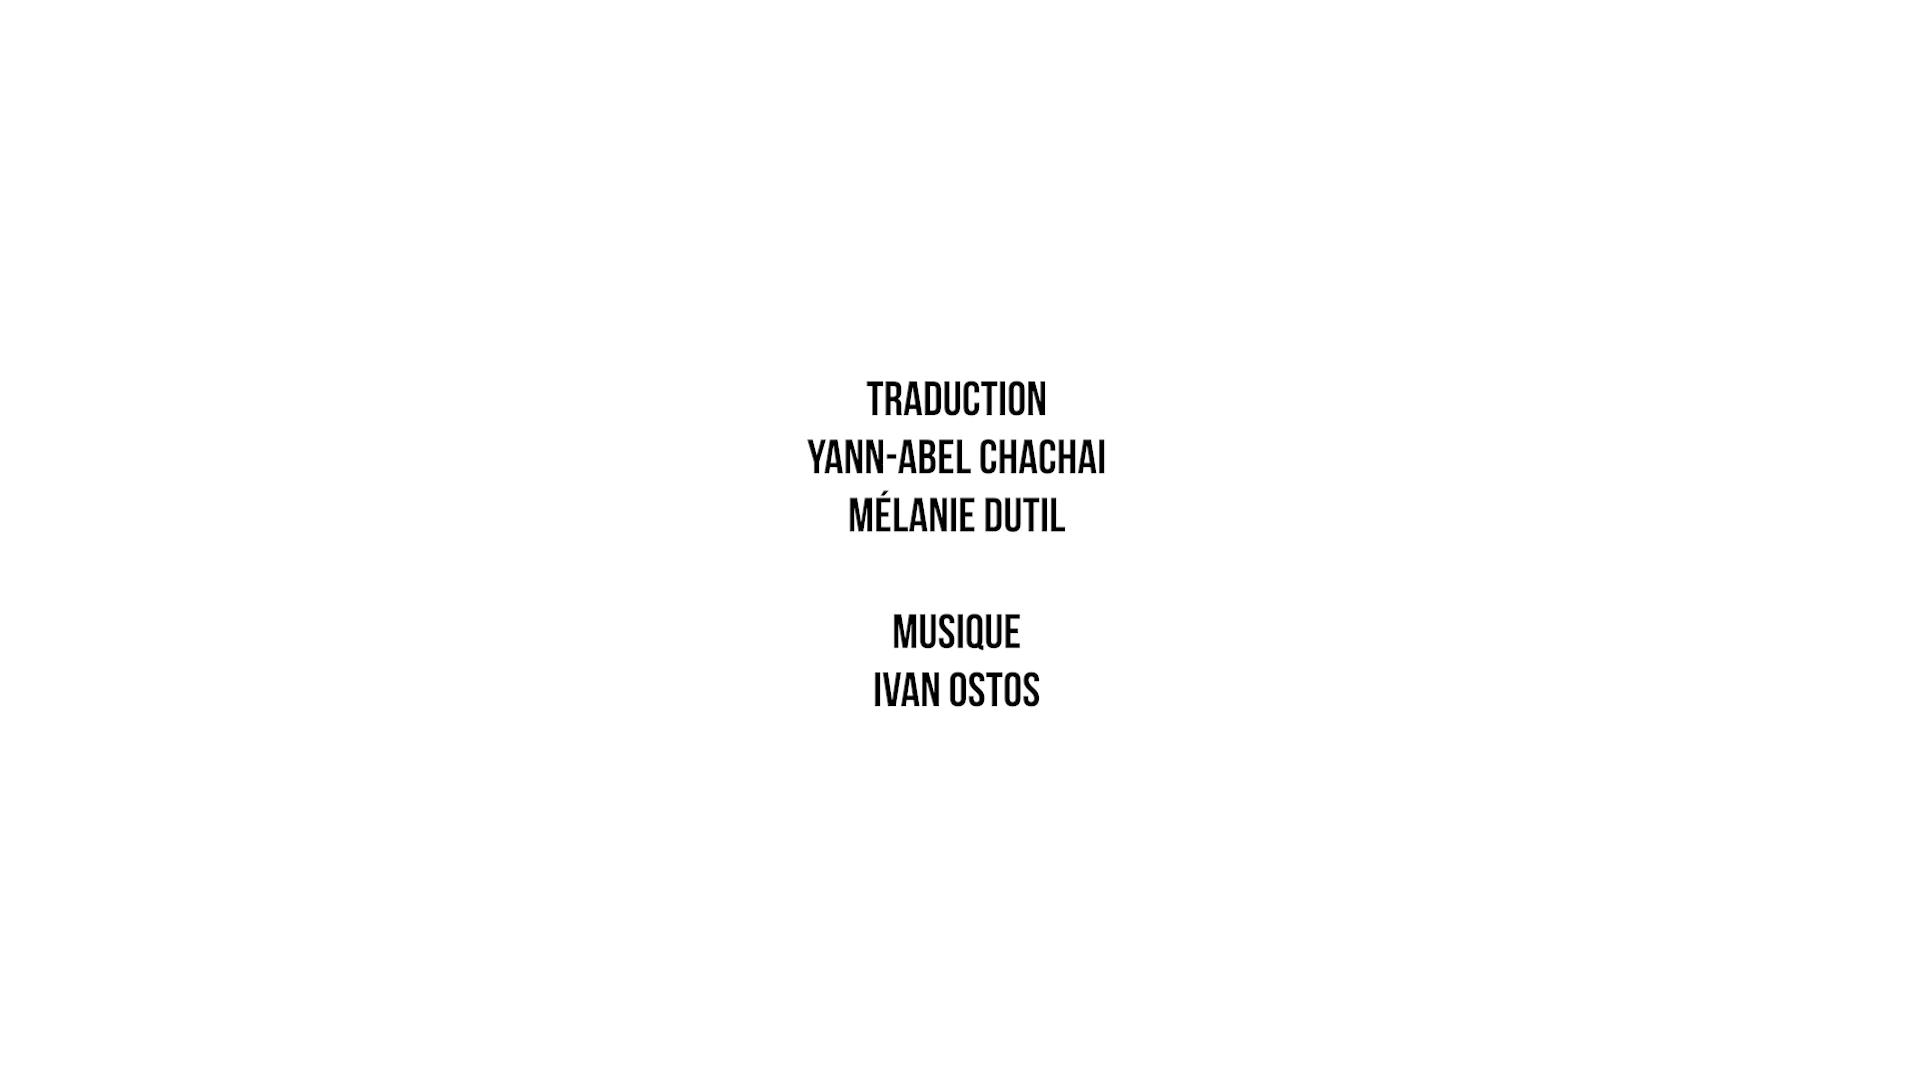 TRADUCTION
YANN-ABEL CHACHAI
MÉLANIE DUTIL
MUSIQUE
IVAN OSTOS